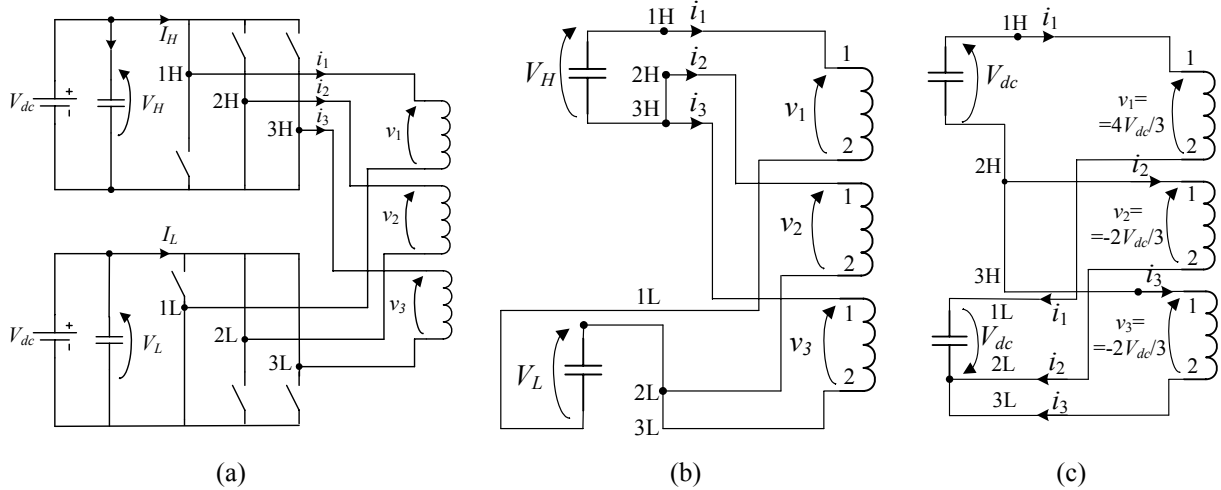 I_H
1H
i_1
V_dc
+
-
V_H
2H
i_2
3H
i_3
v_1
v_2
I_L
v_3
1L
V_dc
+
-
V_L
2L
3L
(a)
1H
i_1
1
V_H
2H
i_2
3H
i_3
v_1
2
1
v_2
2
1L
1
V_L
v_3
2L
2
3L
(b)
1H
i_1
1
V_dc
v_1=
=4V_dc/3
2
2H
i_2
1
v_2=
=-2V_dc/3
2
3H
i_3
1L
i_1
1
V_dc
v_3=
=-2V_dc/3
2L
i_2
2
3L
i_3
(c)